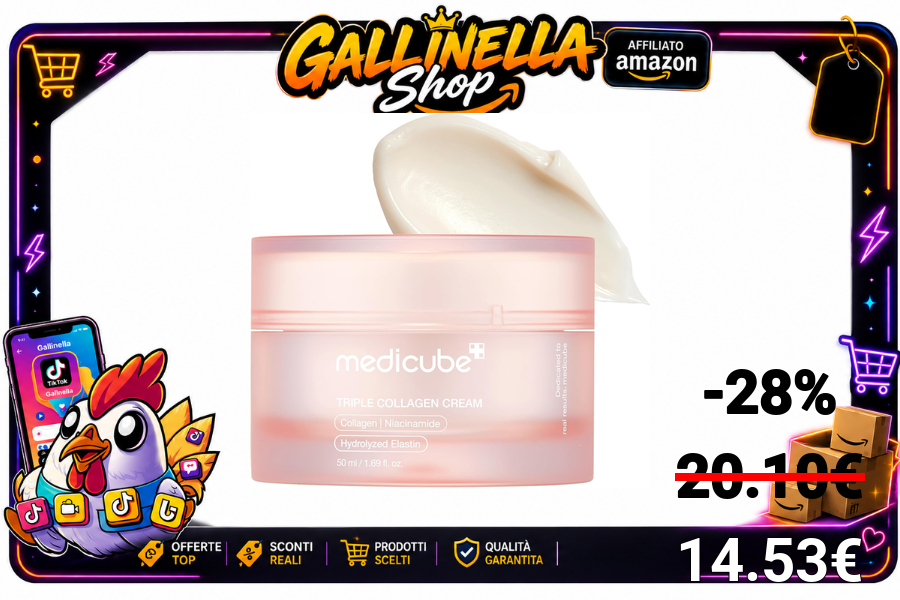 GALLINELLA
Shop
AFFILIATO
amazon
Gallinella
TikTok
Gallinella
medicube
TRIPLE COLLAGEN CREAM
Collagen | Niacinamide
Hydrolyzed Elastin
50 ml / 1.69 fl. oz.
Dedicated to
real results. medicube
-28%
20.10€
14.53€
OFFERTE
TOP
SCONTI
REALI
PRODOTTI
SCELTI
QUALITÀ
GARANTITA